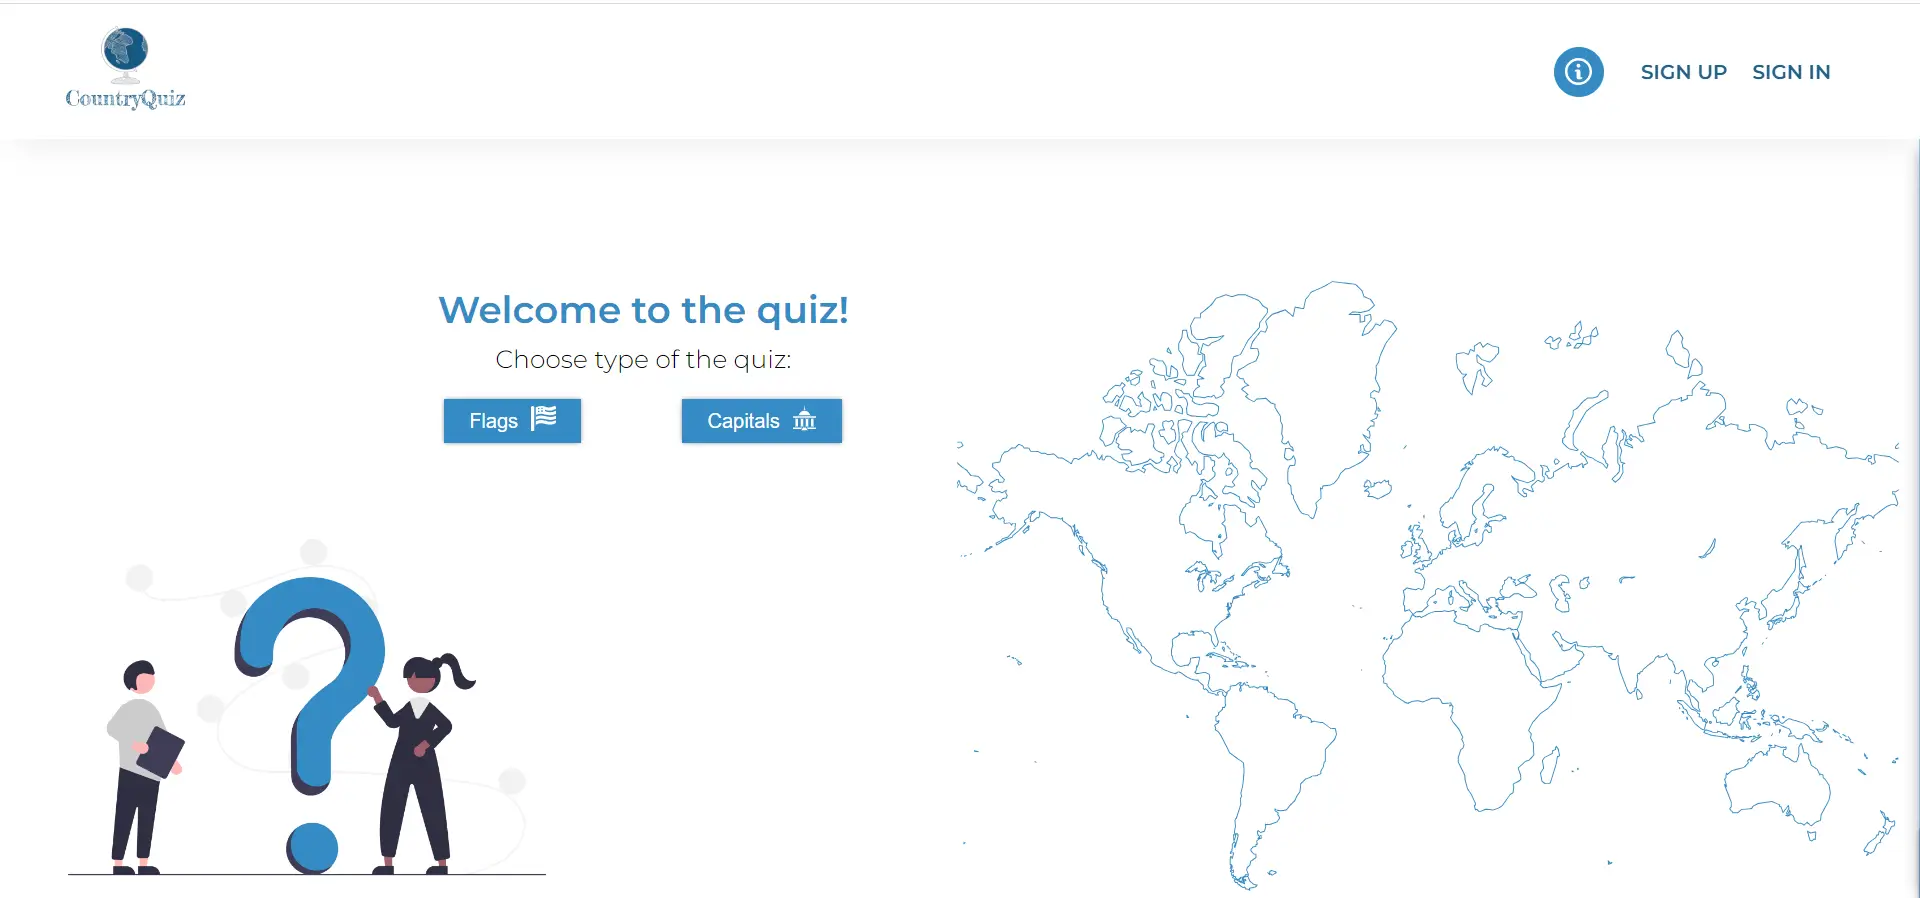 CountryQuiz
SIGN UP SIGN IN
Welcome to the quiz!
Choose type of the quiz:
Flags
Capitals